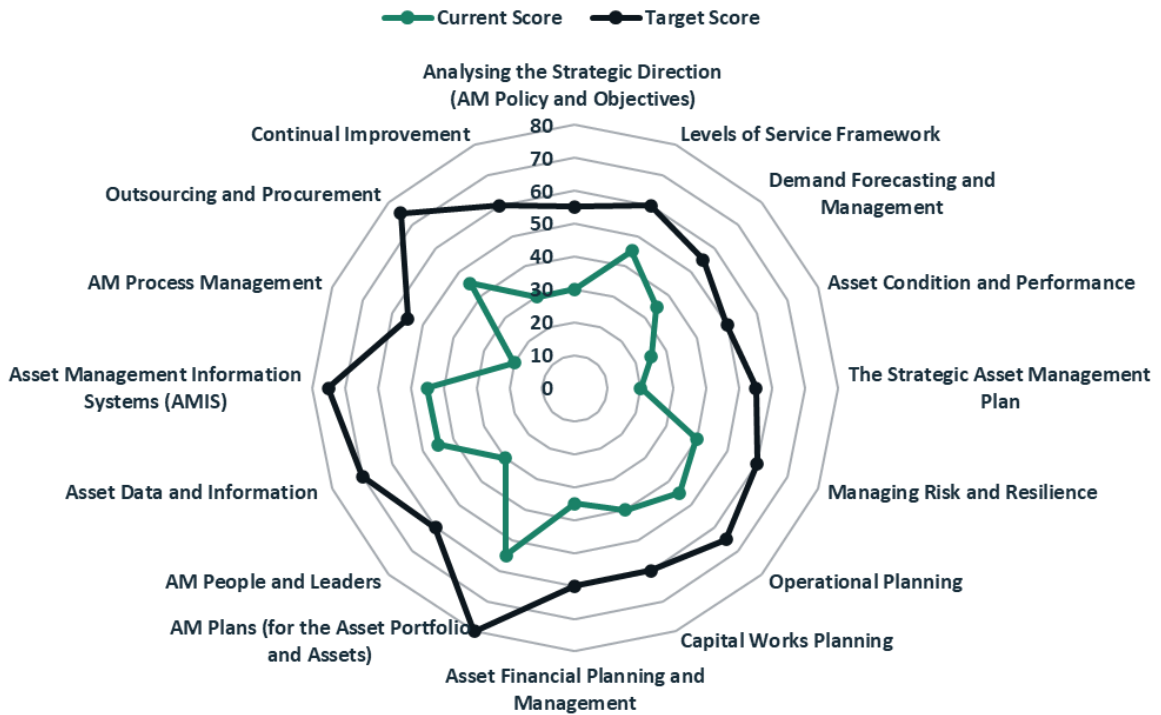 Current Score
Target Score
Analysing the Strategic Direction
(AM Policy and Objectives)
Continual Improvement
Levels of Service Framework
Outsourcing and Procurement
Demand Forecasting and
Management
AM Process Management
Asset Condition and Performance
Asset Management Information
Systems (AMIS)
The Strategic Asset Management
Plan
Asset Data and Information
Managing Risk and Resilience
AM People and Leaders
Operational Planning
AM Plans (for the Asset Portfolio
and Assets)
Capital Works Planning
Asset Financial Planning and
Management
80
70
60
50
40
30
20
10
0